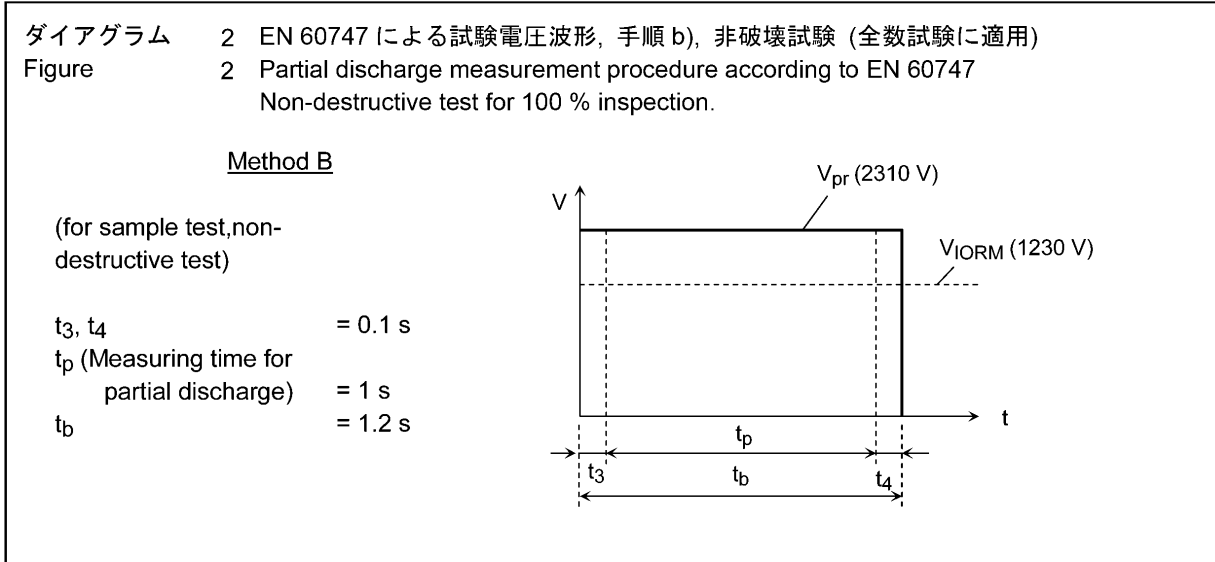 ダイアグラム 2 EN 60747 による試験電圧波形, 手順 b), 非破壊試験 (全数試験に適用)
Figure 2 Partial discharge measurement procedure according to EN 60747
Non-destructive test for 100 % inspection.
Method B
(for sample test,non-
destructive test)
t3, t4 = 0.1 s
tp (Measuring time for
partial discharge) = 1 s
tb = 1.2 s
Vpr (2310 V)
V
VIORM (1230 V)
t
tp
t3 tb t4